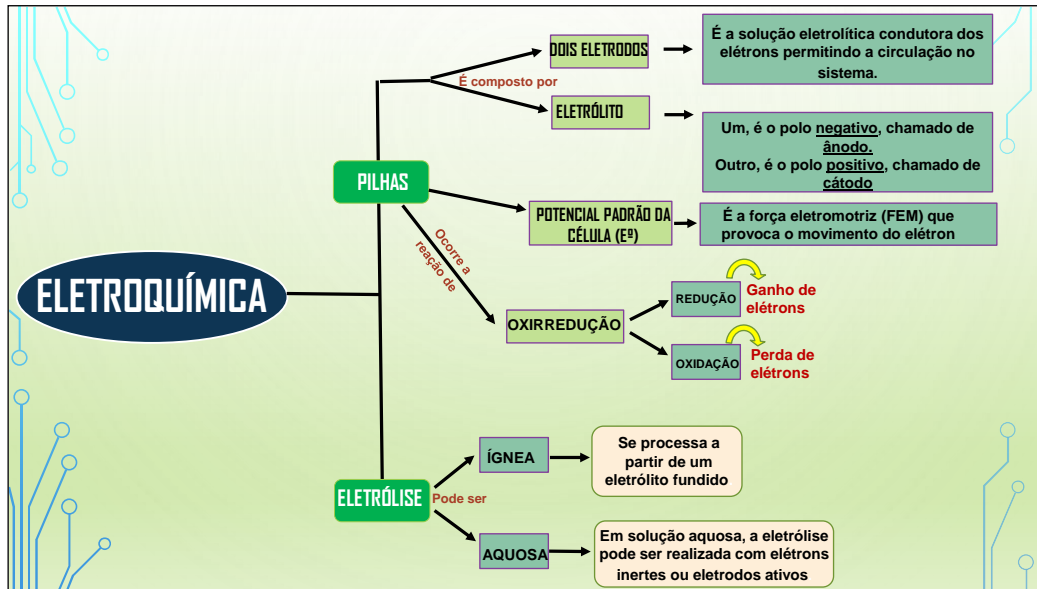 DOIS ELETRODOS
É a solução eletrolítica condutora dos
elétrons permitindo a circulação no
sistema.
É composto por
ELETRÓLITO
Um, é o polo negativo, chamado de
ânodo.
Outro, é o polo positivo, chamado de
cátodo
PILHAS
POTENCIAL PADRÃO DA
CÉLULA (Eº)
É a força eletromotriz (FEM) que
provoca o movimento do elétron
Ocorre a
reação de
ELETROQUÍMICA
OXIRREDUÇÃO
REDUÇÃO
Ganho de
elétrons
OXIDAÇÃO
Perda de
elétrons
ELETRÓLISE
Pode ser
ÍGNEA
Se processa a
partir de um
eletrólito fundido
AQUOSA
Em solução aquosa, a eletrólise
pode ser realizada com elétrons
inertes ou eletrodos ativos